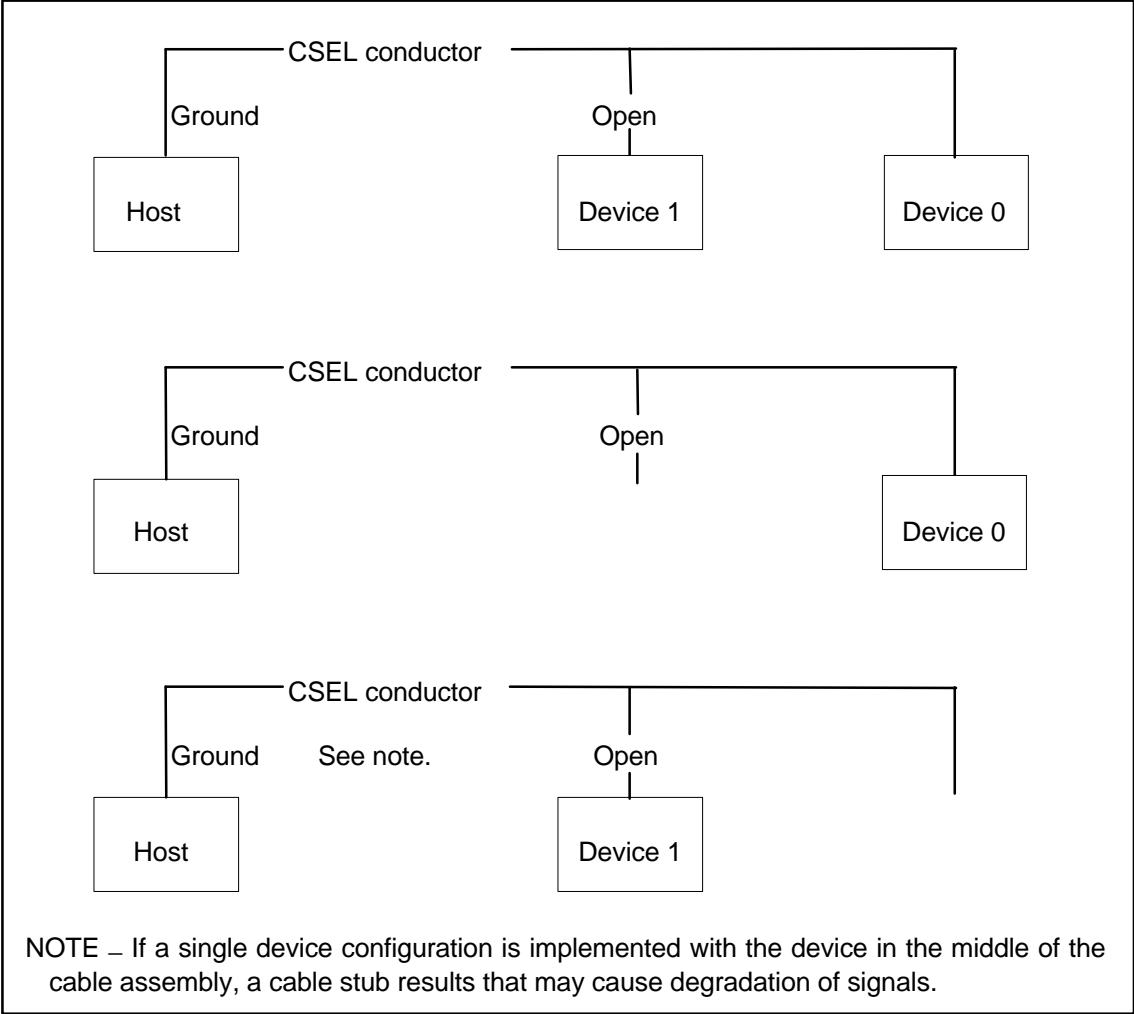 CSEL conductor
Ground
Open
Host
Device 1
Device 0
CSEL conductor
Ground
Open
Host
Device 0
CSEL conductor
Ground
See note.
Open
Host
Device 1
NOTE – If a single device configuration is implemented with the device in the middle of the
cable assembly, a cable stub results that may cause degradation of signals.